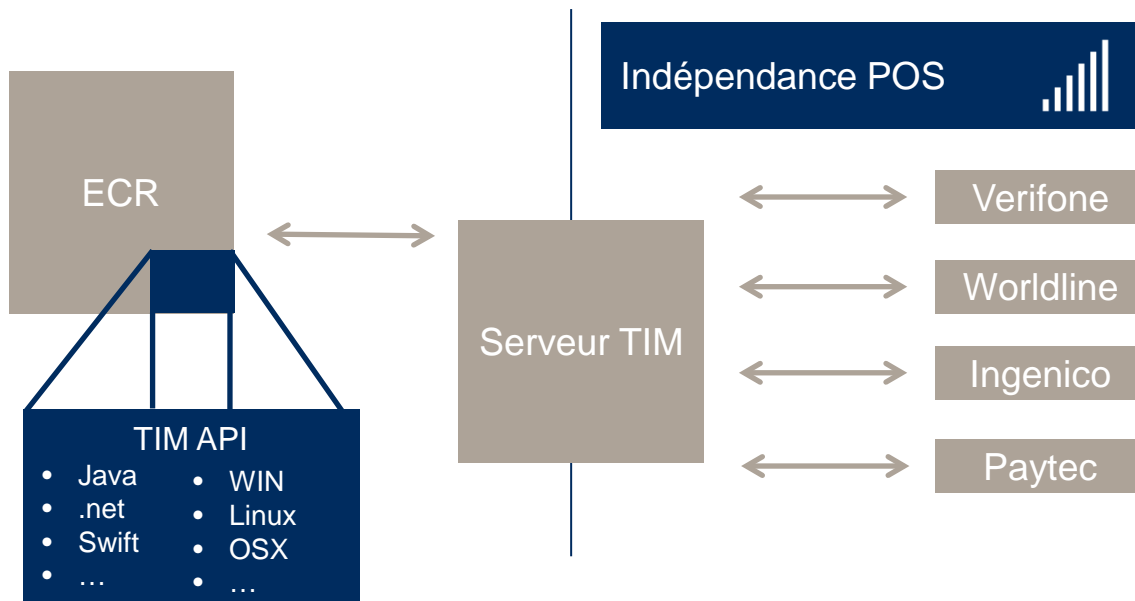 Indépendance POS
ECR
Serveur TIM
Verifone
Worldline
Ingenico
Paytec
TIM API
• Java
• .net
• Swift
• …
• WIN
• Linux
• OSX
• …